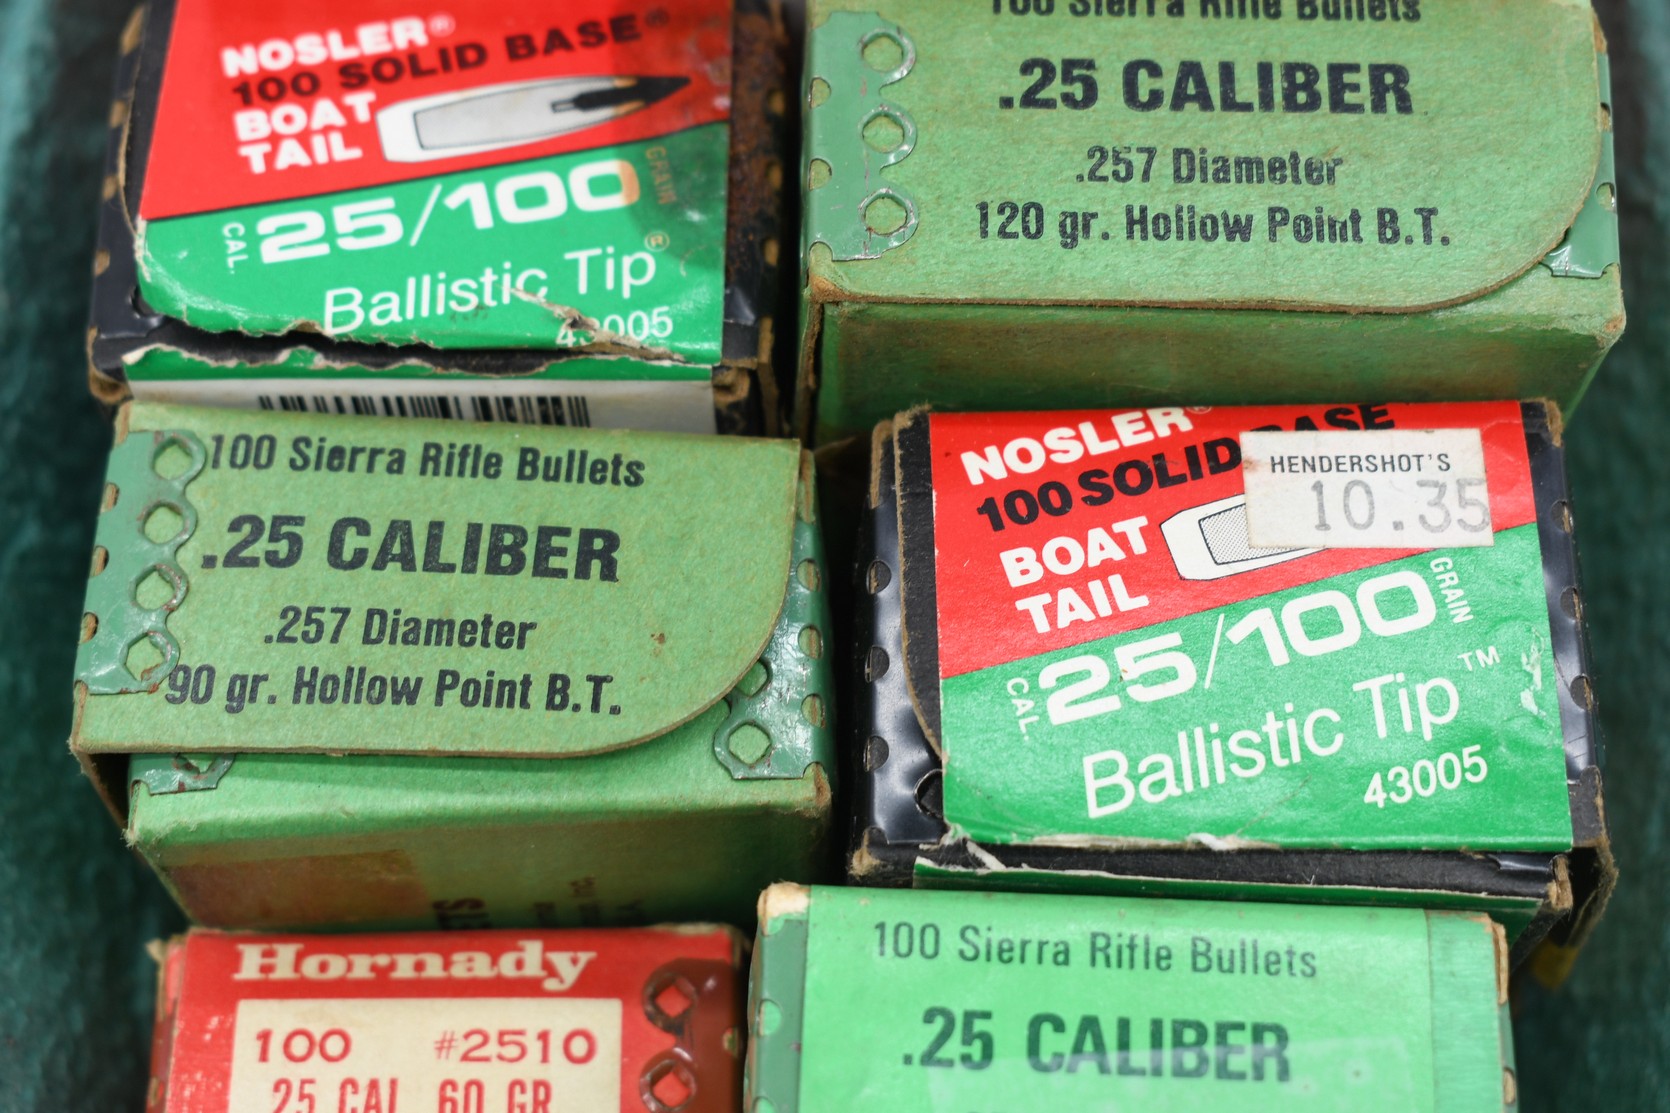 NOSLER®
100 SOLID BASE®
BOAT
TAIL
CAL. 25/100 GRAIN
Ballistic Tip®
43005
100 Sierra Rifle Bullets
.25 CALIBER
.257 Diameter
120 gr. Hollow Point B.T.
100 Sierra Rifle Bullets
.25 CALIBER
.257 Diameter
90 gr. Hollow Point B.T.
NOSLER®
100 SOLID BASE
HENDERSHOT'S
10.35
BOAT
TAIL
CAL. 25/100 GRAIN
Ballistic Tip™
43005
Hornady
100 #2510
25 CAL 60 GR
100 Sierra Rifle Bullets
.25 CALIBER